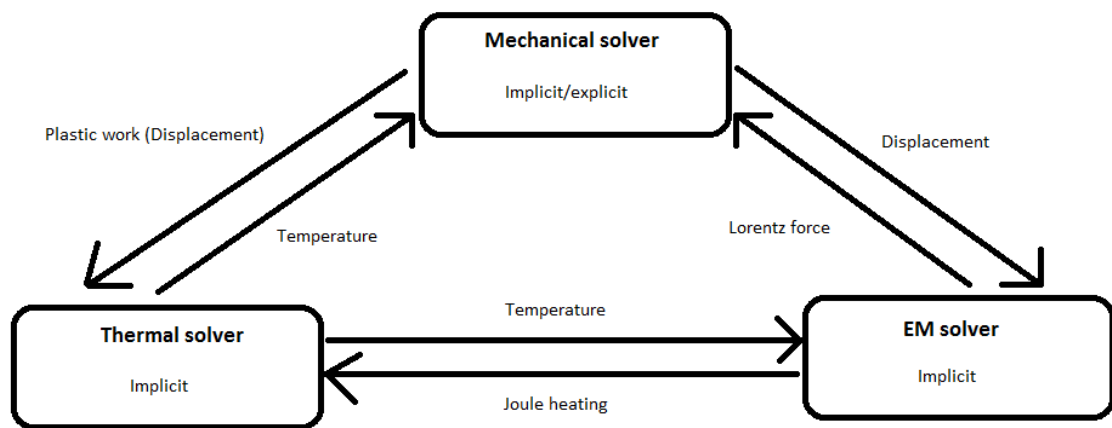 Mechanical solver
Implicit/explicit
Plastic work (Displacement)
Displacement
Temperature
Lorentz force
Thermal solver
Implicit
Temperature
Joule heating
EM solver
Implicit